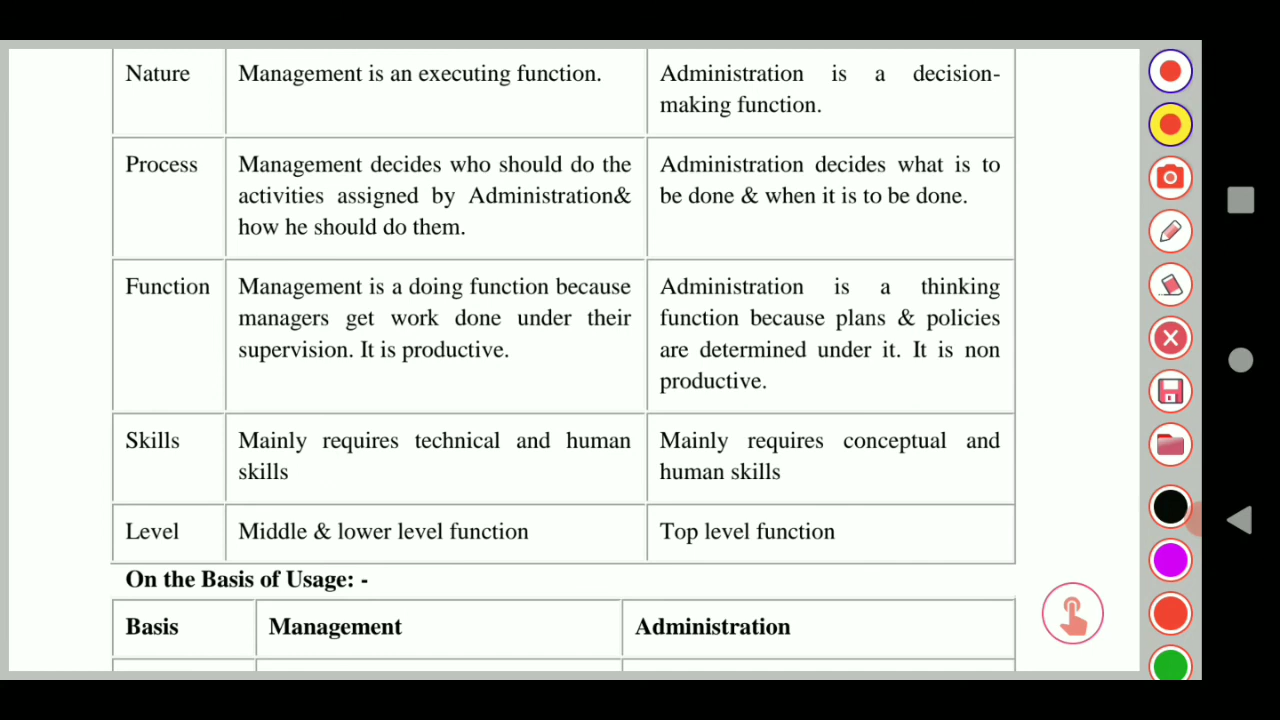 Nature Management is an executing function. Administration is a decision-
making function.
Process Management decides who should do the Administration decides what is to
activities assigned by Administration& be done & when it is to be done.
how he should do them.
Function Management is a doing function because Administration is a thinking
managers get work done under their function because plans & policies
supervision. It is productive. are determined under it. It is non
productive.
Skills Mainly requires technical and human Mainly requires conceptual and
skills human skills
Level Middle & lower level function Top level function
On the Basis of Usage: -
Basis Management Administration